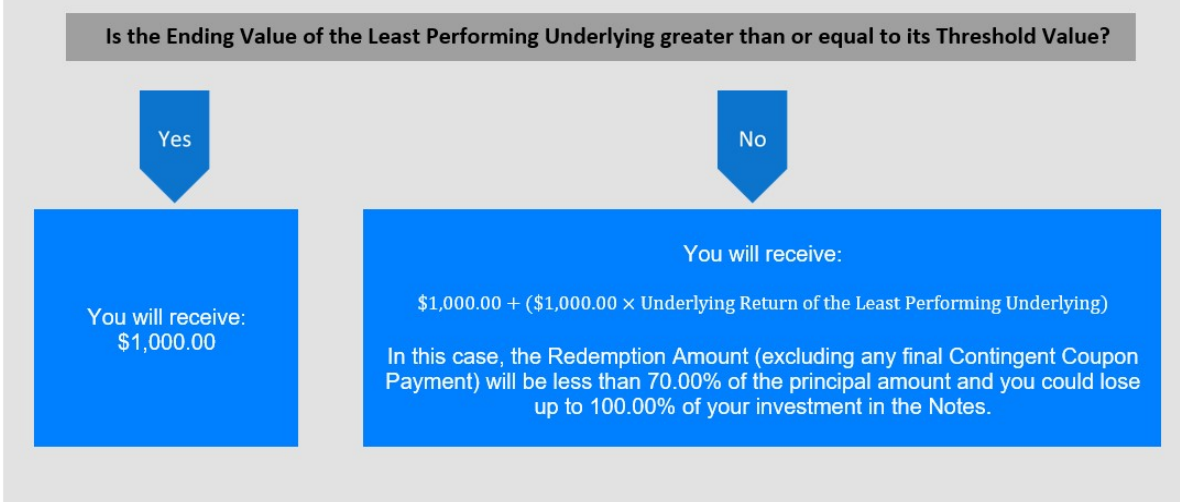 Is the Ending Value of the Least Performing Underlying greater than or equal to its Threshold Value?
Yes
No
You will receive:
$1,000.00
You will receive:
$1,000.00 + ($1,000.00 × Underlying Return of the Least Performing Underlying)
In this case, the Redemption Amount (excluding any final Contingent Coupon
Payment) will be less than 70.00% of the principal amount and you could lose
up to 100.00% of your investment in the Notes.